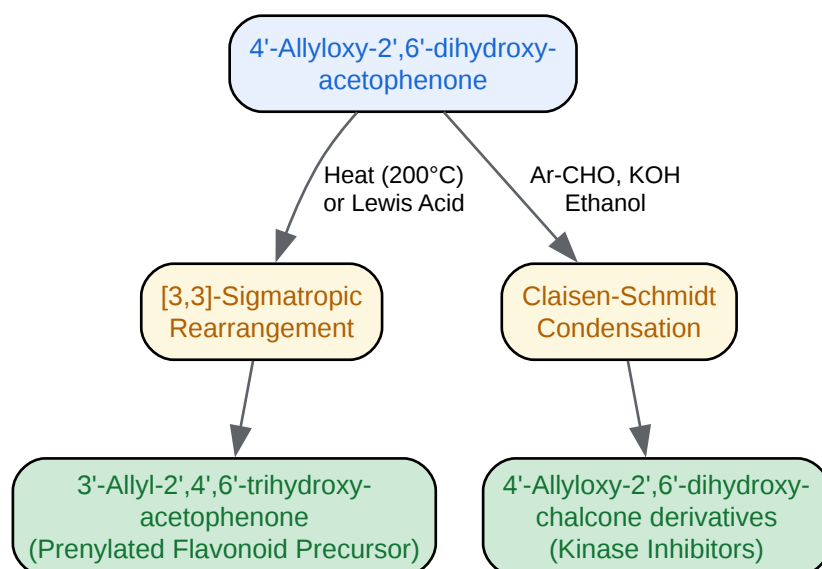 4'-Allyloxy-2',6'-dihydroxy-
acetophenone
Heat (200°C)
or Lewis Acid
Ar-CHO, KOH
Ethanol
[3,3]-Sigmatropic
Rearrangement
Claisen-Schmidt
Condensation
3'-Allyl-2',4',6'-trihydroxy-
acetophenone
(Prenylated Flavonoid Precursor)
4'-Allyloxy-2',6'-dihydroxy-
chalcone derivatives
(Kinase Inhibitors)